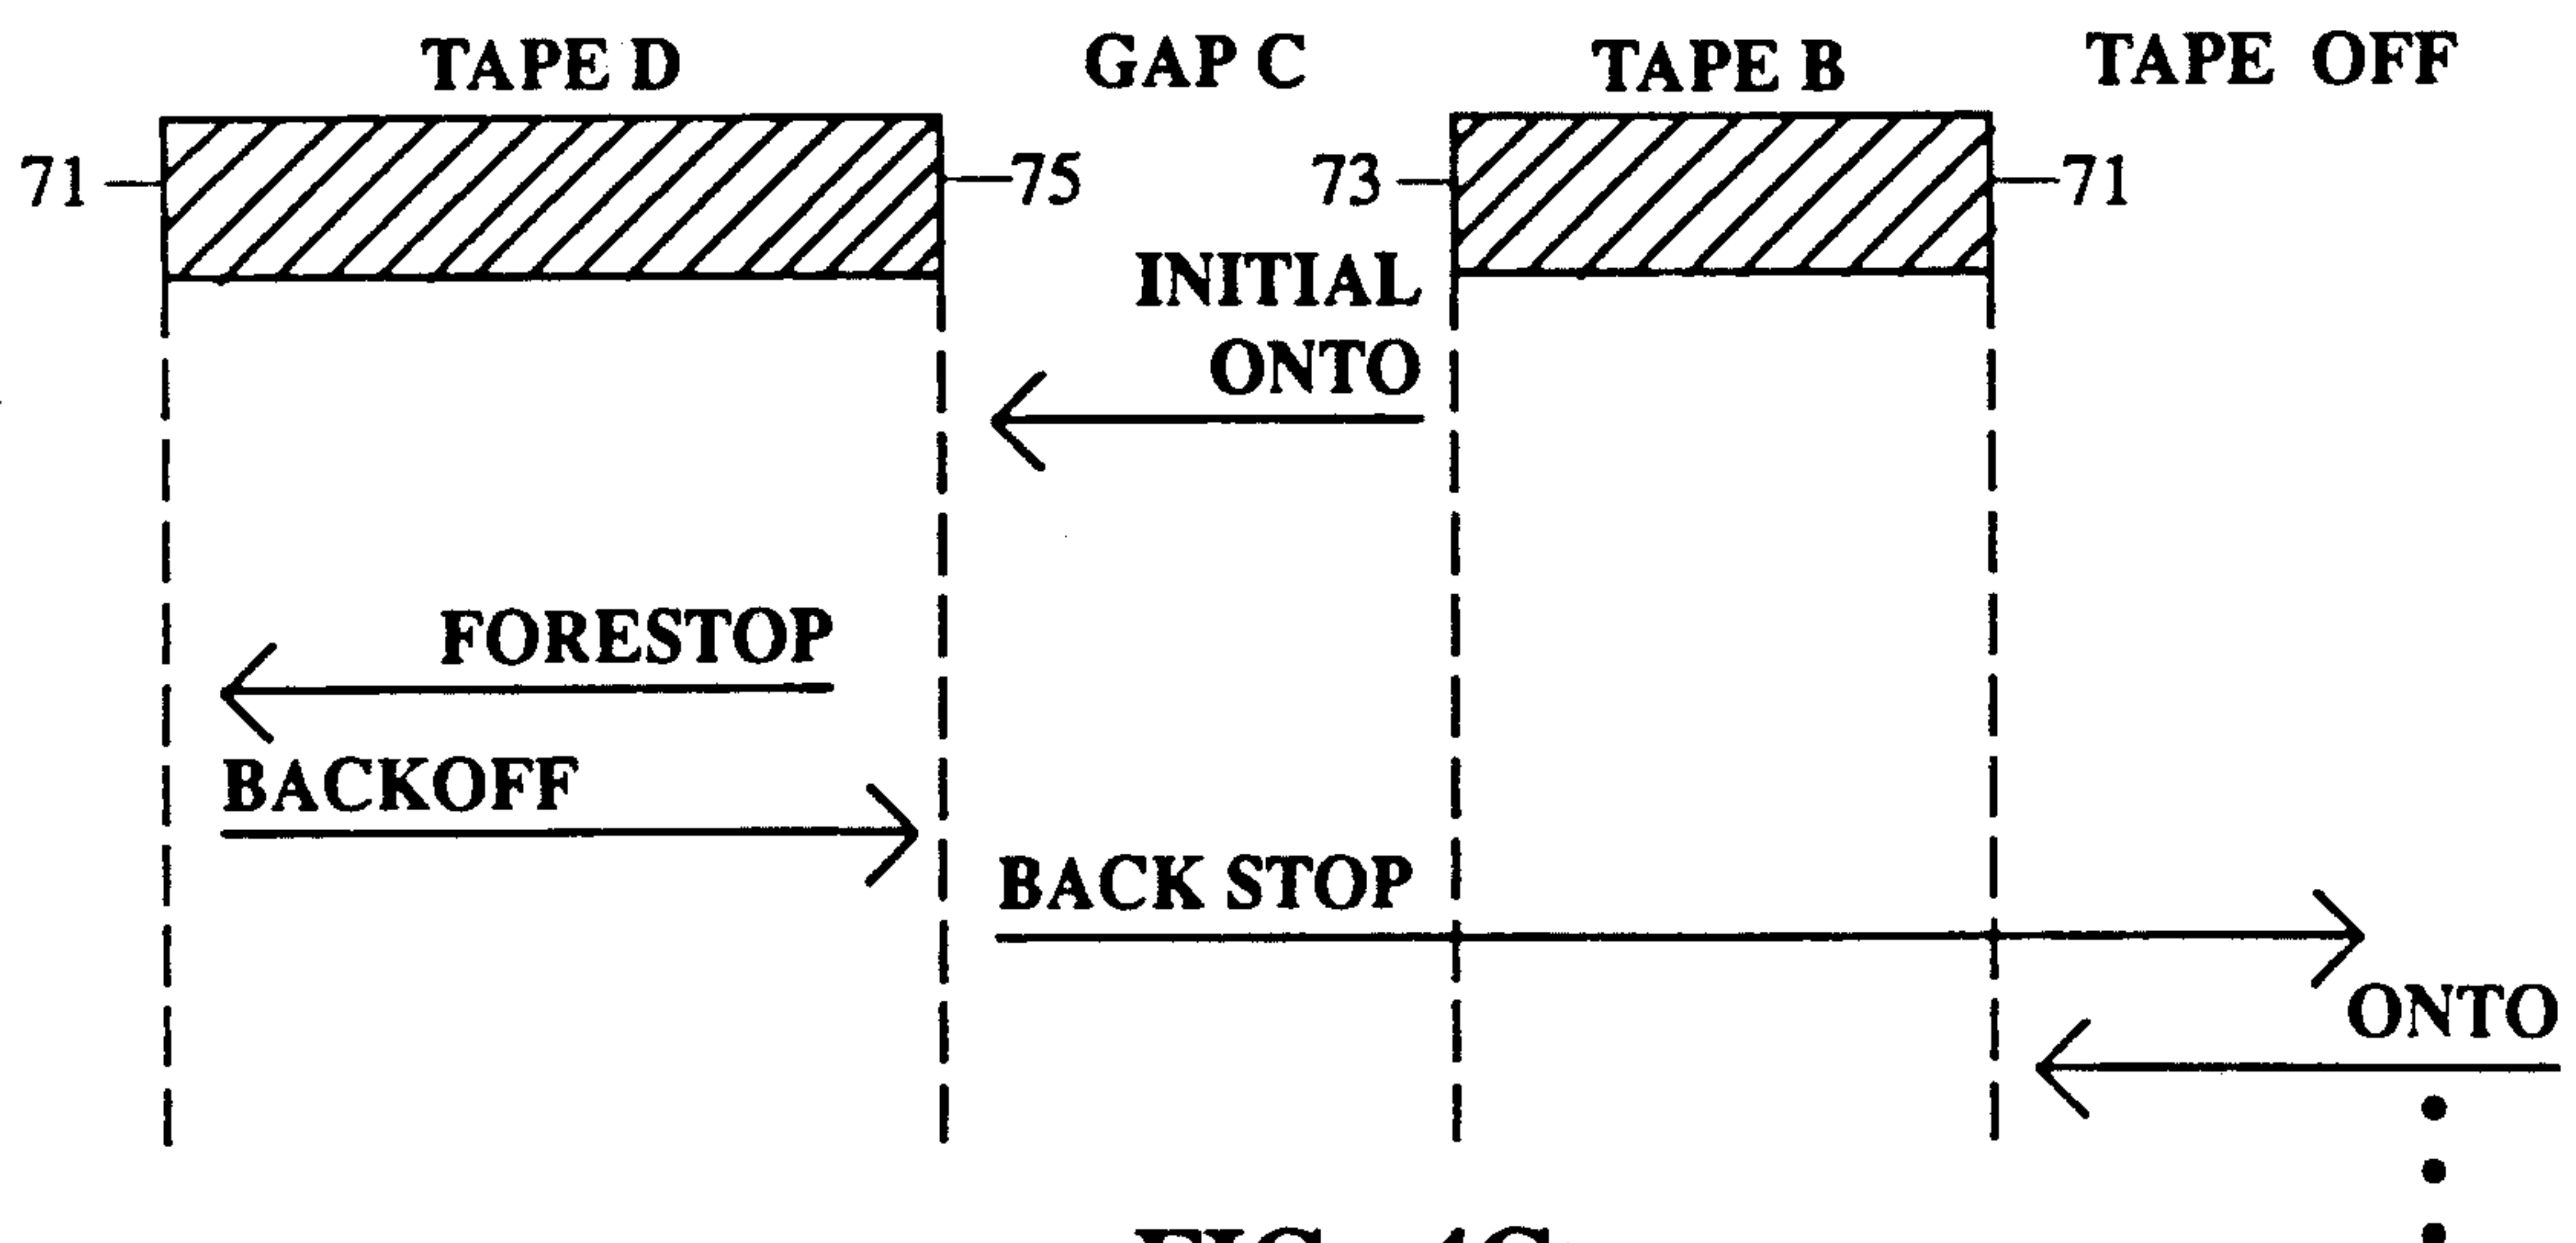 TAPE D GAP C TAPE B TAPE OFF
71 75 73 71
INITIAL
ONTO
FORESTOP
BACKOFF
BACK STOP
ONTO